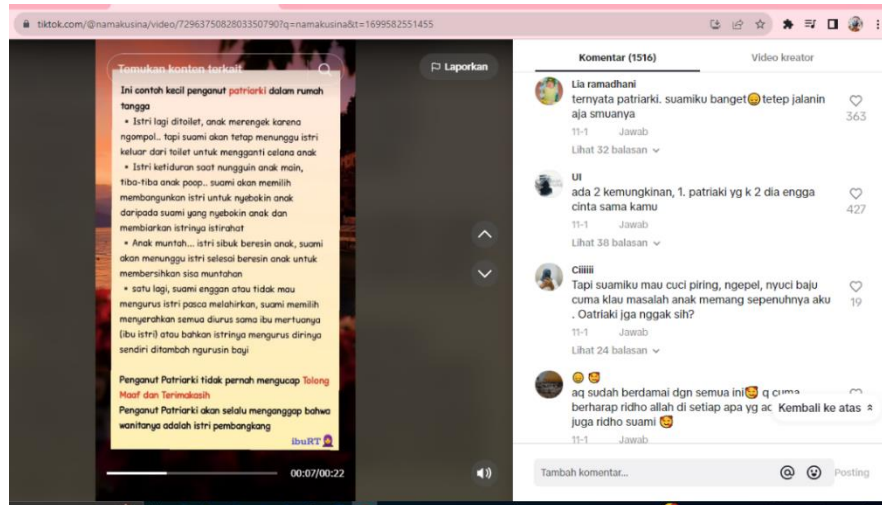 tiktok.com/@namakusina/video/7296375082803350790?q=namakusina&t=1699582551455
Temukan konten terkait
Laporkan
Ini contoh kecil penganut patriarki dalam rumah
tangga
• Istri lagi ditoilet, anak merengek karena
ngompol.. tapi suami akan tetap menunggu istri
keluar dari toilet untuk mengganti celana anak
• Istri ketiduran saat nungguin anak main,
tiba-tiba anak poop.. suami akan memilih
membangunkan istri untuk nyebokin anak
daripada suami yang nyebokin anak dan
membiarkan istrinya istirahat
• Anak muntah... istri sibuk beresin anak, suami
akan menunggu istri selesai beresin anak untuk
membersihkan sisa muntahan
• satu lagi, suami enggan atau tidak mau
mengurus istri pasca melahirkan, suami memilih
menyerahkan semua diurus sama ibu mertuanya
(ibu istri) atau bahkan istrinya mengurus dirinya
sendiri ditambah ngurusin bayi
Penganut Patriarki tidak pernah mengucap Tolong
Maaf dan Terimakasih
Penganut Patriarki akan selalu menganggap bahwa
wanitanya adalah istri pembangkang
ibuRT
00:07/00:22
Komentar (1516)
Video kreator
Lia ramadhani
ternyata patriarki. suamiku banget😔tetep jalanin
aja smuanya
363
11-1 Jawab
Lihat 32 balasan
UI
ada 2 kemungkinan, 1. patriaki yg k 2 dia engga
cinta sama kamu
427
11-1 Jawab
Lihat 38 balasan
Ciiiiii
Tapi suamiku mau cuci piring, ngepel, nyuci baju
cuma klau masalah anak memang sepenuhnya aku
. Oatriaki jga nggak sih?
19
11-1 Jawab
Lihat 24 balasan
😔 🥰
aq sudah berdamai dgn semua ini🥰 q cuma
berharap ridho allah di setiap apa yg
juga ridho suami 🥰
11-1 Jawab
Kembali ke atas
Tambah komentar...
Posting